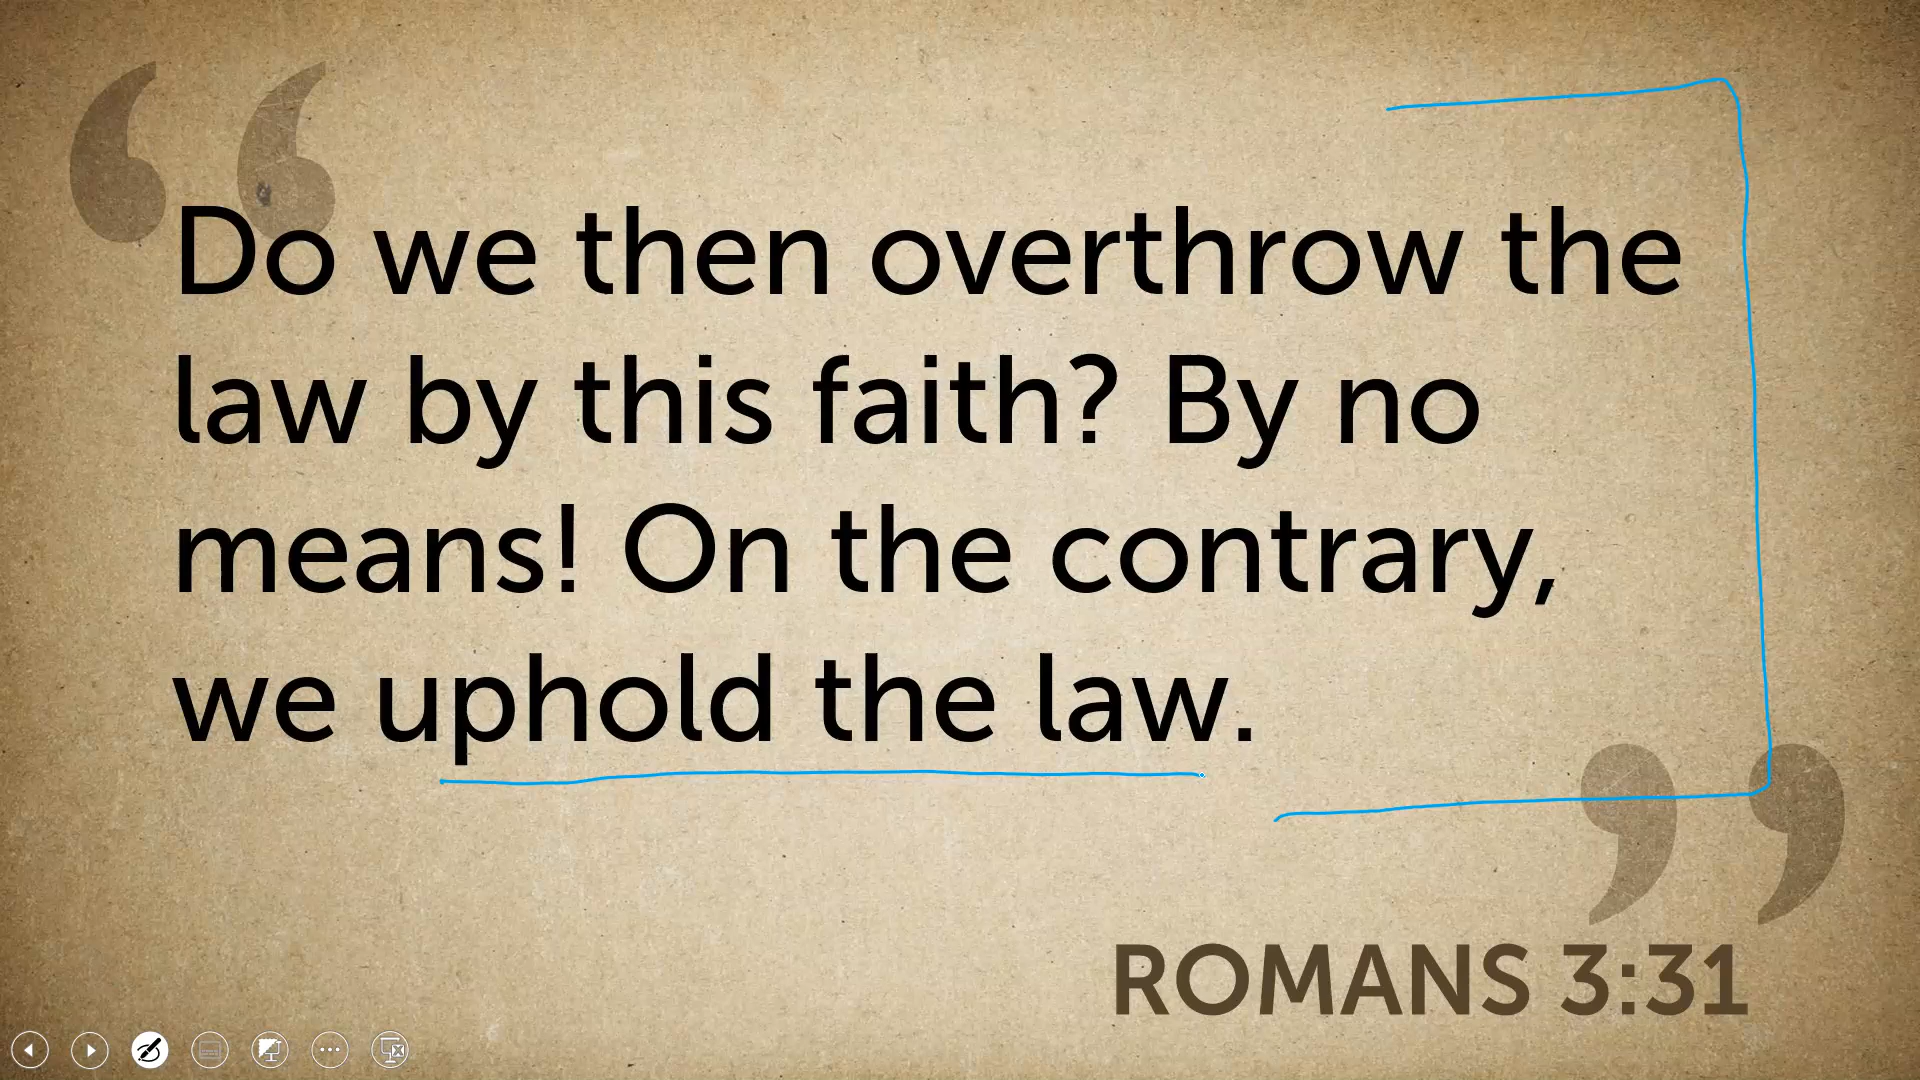 Do we then overthrow the
law by this faith? By no
means! On the contrary,
we uphold the law.
ROMANS 3:31